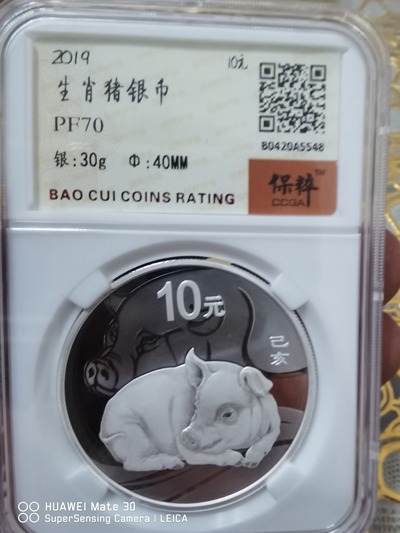 2019
10元
生肖猪银币
PF70
银:30g Φ:40MM
B0420A5548
BAO CUI COINS RATING
保粹 TM
CCGA
10元
己亥
HUAWEI Mate 30
SuperSensing Camera | LEICA